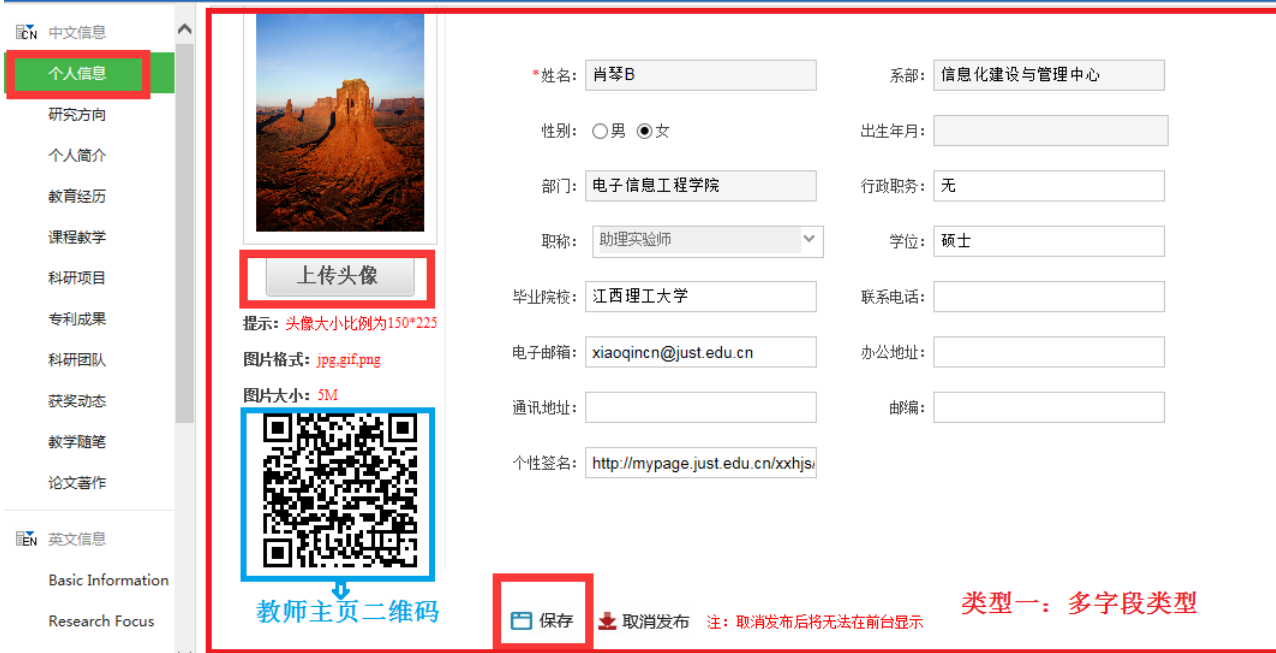 CN 中文信息
个人信息
研究方向
个人简介
教育经历
课程教学
科研项目
专利成果
科研团队
获奖动态
教学随笔
论文著作
EN 英文信息
Basic Information
Research Focus
上传头像
提示：头像大小比例为150*225
图片格式：jpg,gif,png
图片大小：5M
教师主页二维码
*姓名： 肖琴B 系部： 信息化建设与管理中心
性别： 男 女 出生年月：
部门： 电子信息工程学院 行政职务： 无
职称： 助理实验师 学位： 硕士
毕业院校： 江西理工大学 联系电话：
电子邮箱： xiaoqincn@just.edu.cn 办公地址：
通讯地址： 邮编：
个性签名： http://mypage.just.edu.cn/xxhjs/
保存 取消发布 注：取消发布后将无法在前台显示
类型一：多字段类型